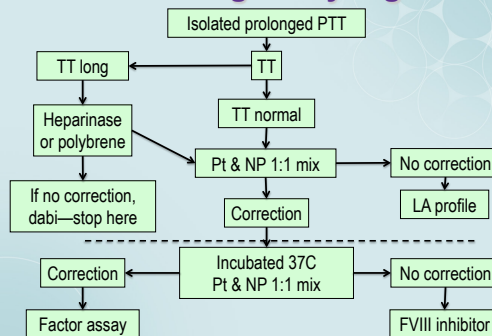 Isolated prolonged PTT
TT long
TT
Heparinase
or polybrene
TT normal
Pt & NP 1:1 mix
No correction
If no correction,
dabi—stop here
Correction
LA profile
Correction
Incubated 37C
Pt & NP 1:1 mix
No correction
Factor assay
FVIII inhibitor